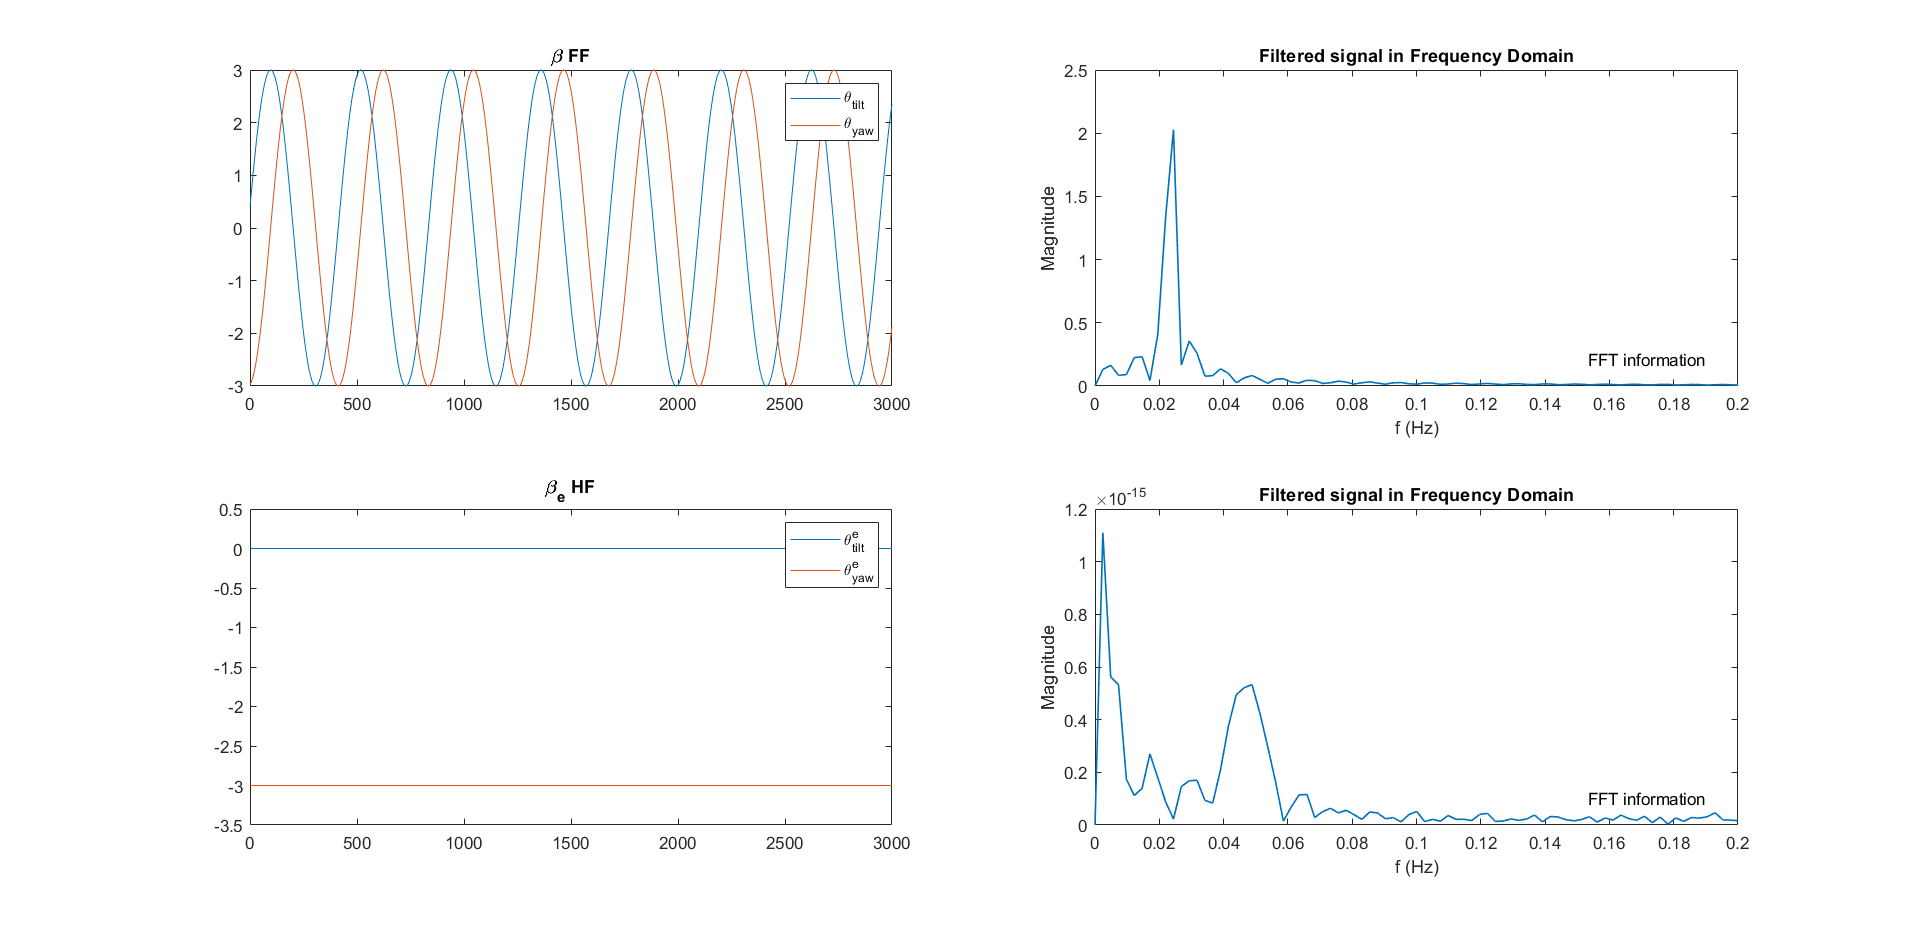 β FF
3
2
1
0
-1
-2
-3
0 500 1000 1500 2000 2500 3000
θtilt
θyaw
Filtered signal in Frequency Domain
Magnitude
2.5
2
1.5
1
0.5
0
0 0.02 0.04 0.06 0.08 0.1 0.12 0.14 0.16 0.18 0.2
f (Hz)
FFT information
βe HF
0.5
0
-0.5
-1
-1.5
-2
-2.5
-3
-3.5
0 500 1000 1500 2000 2500 3000
θ^e_tilt
θ^e_yaw
×10^-15
Filtered signal in Frequency Domain
Magnitude
1.2
1
0.8
0.6
0.4
0.2
0
0 0.02 0.04 0.06 0.08 0.1 0.12 0.14 0.16 0.18 0.2
f (Hz)
FFT information